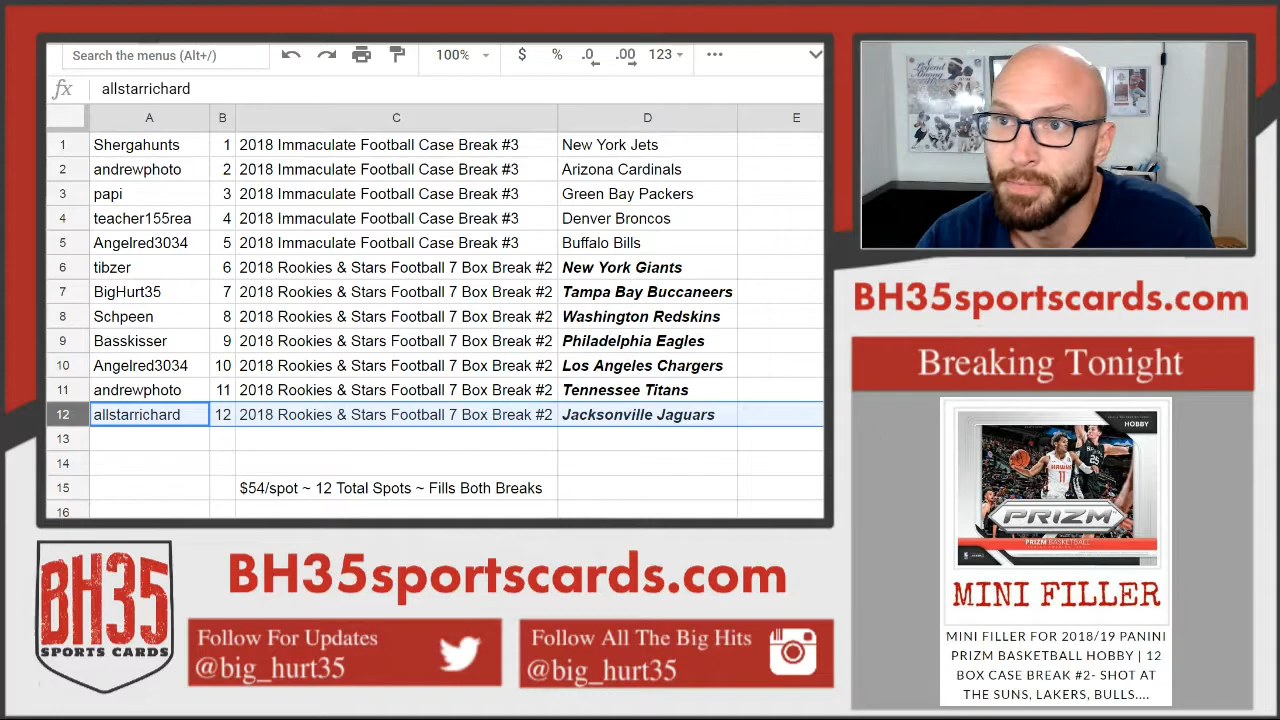 Search the menus (Alt+/)
100%
$ % .0 .00 123
fx allstarrichard
A B C D E
1 Shergahunts 1 2018 Immaculate Football Case Break #3 New York Jets
2 andrewphoto 2 2018 Immaculate Football Case Break #3 Arizona Cardinals
3 papi 3 2018 Immaculate Football Case Break #3 Green Bay Packers
4 teacher155rea 4 2018 Immaculate Football Case Break #3 Denver Broncos
5 Angelred3034 5 2018 Immaculate Football Case Break #3 Buffalo Bills
6 tibzer 6 2018 Rookies & Stars Football 7 Box Break #2 New York Giants
7 BigHurt35 7 2018 Rookies & Stars Football 7 Box Break #2 Tampa Bay Buccaneers
8 Schpeen 8 2018 Rookies & Stars Football 7 Box Break #2 Washington Redskins
9 Basskisser 9 2018 Rookies & Stars Football 7 Box Break #2 Philadelphia Eagles
10 Angelred3034 10 2018 Rookies & Stars Football 7 Box Break #2 Los Angeles Chargers
11 andrewphoto 11 2018 Rookies & Stars Football 7 Box Break #2 Tennessee Titans
12 allstarrichard 12 2018 Rookies & Stars Football 7 Box Break #2 Jacksonville Jaguars
13
14
15 $54/spot ~ 12 Total Spots ~ Fills Both Breaks
16
BH35sportscards.com
Breaking Tonight
HOBBY
HAWKS
11
25
PRIZM
PRIZM BASKETBALL
MINI FILLER
MINI FILLER FOR 2018/19 PANINI
PRIZM BASKETBALL HOBBY | 12
BOX CASE BREAK #2- SHOT AT
THE SUNS, LAKERS, BULLS....
BH35
SPORTS CARDS
BH35sportscards.com
Follow For Updates
@big_hurt35
Follow All The Big Hits
@big_hurt35